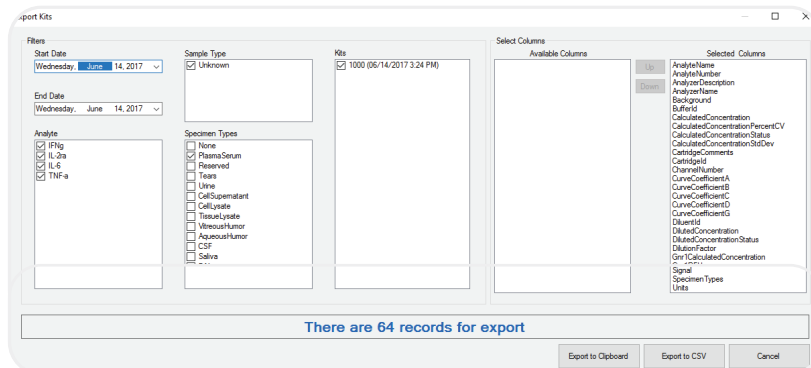 port Kits
Filters
Start Date
Wednesday, June 14, 2017
End Date
Wednesday, June 14, 2017
Analyte
IFNg
IL-2ra
IL-6
TNF-a
Sample Type
Unknown
Specimen Types
None
PlasmaSerum
Reserved
Tears
Urine
CellSupernatant
CellLysate
TissueLysate
VitreousHumor
AqueousHumor
CSF
Saliva
Kits
1000 (06/14/2017 3:24 PM)
Select Columns
Available Columns
Up
Down
Selected Columns
AnalyteName
AnalyteNumber
AnalyzerDescription
AnalyzerName
Background
BufferId
CalculatedConcentration
CalculatedConcentrationPercentCV
CalculatedConcentrationStatus
CalculatedConcentrationStdDev
CartridgeComments
CartridgeId
ChannelNumber
CurveCoefficientA
CurveCoefficientB
CurveCoefficientC
CurveCoefficientD
CurveCoefficientG
DiluentId
DilutedConcentration
DilutedConcentrationStatus
DilutionFactor
Gnr1CalculatedConcentration
Signal
SpecimenTypes
Units
There are 64 records for export
Export to Clipboard
Export to CSV
Cancel